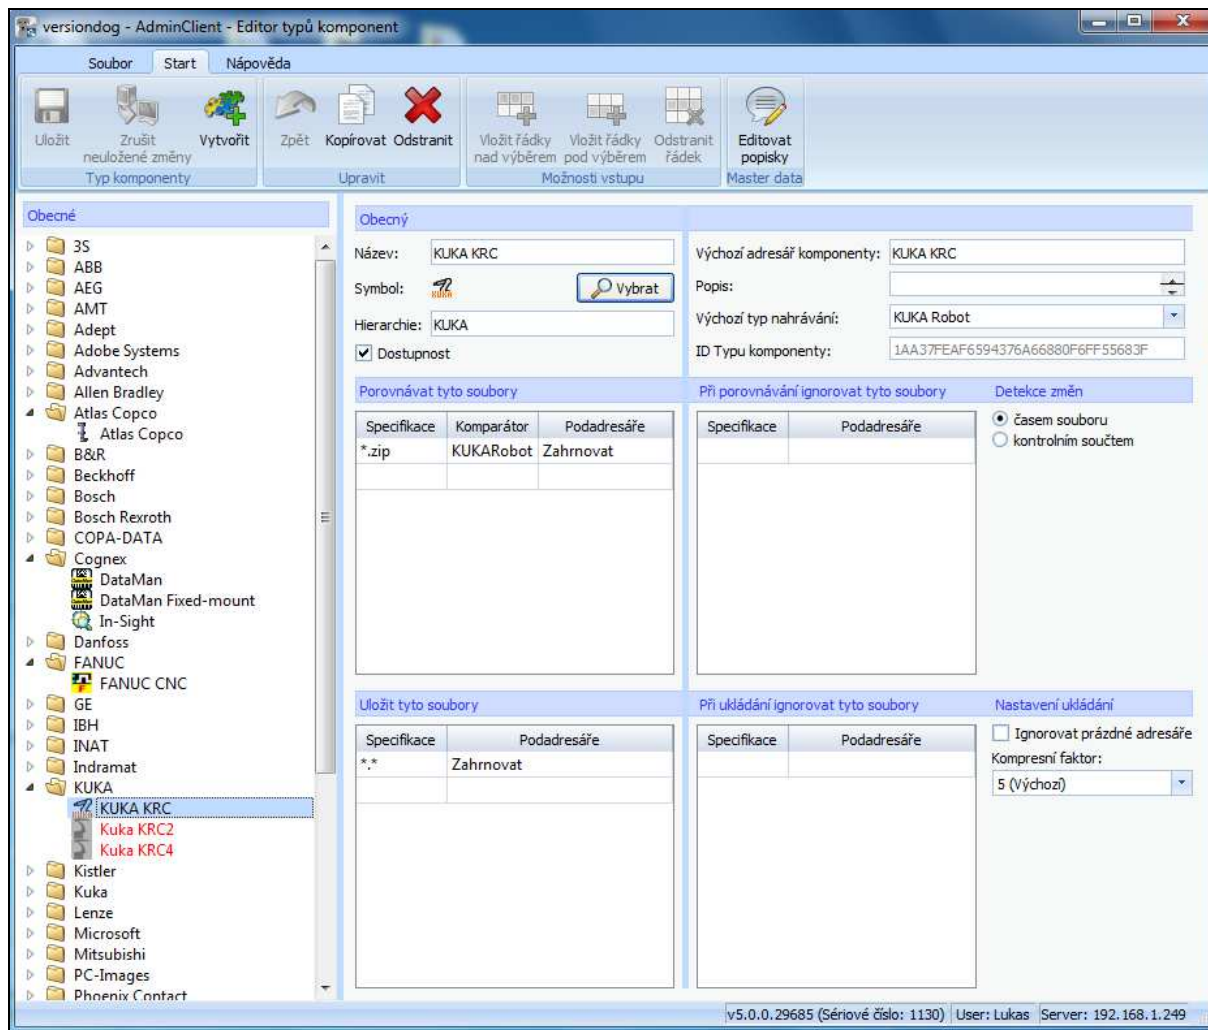 versiondog - AdminClient - Editor typů komponent
Soubor Start Nápověda
Uložit
Zrušit neuložené změny
Vytvořit
Zpět
Kopírovat
Odstranit
Vložit řádky nad výběrem
Vložit řádky pod výběrem
Odstranit řádek
Editovat popisky
Typ komponenty
Upravit
Možnosti vstupu
Master data
Obecné
3S
ABB
AEG
AMT
Adept
Adobe Systems
Advantech
Allen Bradley
Atlas Copco
Atlas Copco
B&R
Beckhoff
Bosch
Bosch Rexroth
COPA-DATA
Cognex
DataMan
DataMan Fixed-mount
In-Sight
Danfoss
FANUC
FANUC CNC
GE
IBH
INAT
Indramat
KUKA
KUKA KRC
Kuka KRC2
Kuka KRC4
Kistler
Kuka
Lenze
Microsoft
Mitsubishi
PC-Images
Phoenix Contact
Obecný
Název: KUKA KRC
Symbol: KUKA Vybrat
Hierarchie: KUKA
Dostupnost
Výchozí adresář komponenty: KUKA KRC
Popis:
Výchozí typ nahrávání: KUKA Robot
ID Typu komponenty: 1AA37FEAF6594376A66880F6FF55683F
Porovnávat tyto soubory
Specifikace Komparátor Podadresáře
*.zip KUKARobot Zahrnovat
Při porovnávání ignorovat tyto soubory
Specifikace Podadresáře
Detekce změn
časem souboru
kontrolním součtem
Uložit tyto soubory
Specifikace Podadresáře
*.* Zahrnovat
Při ukládání ignorovat tyto soubory
Specifikace Podadresáře
Nastavení ukládání
Ignorovat prázdné adresáře
Kompresní faktor:
5 (Výchozí)
v5.0.0.29685 (Sériové číslo: 1130) User: Lukas Server: 192.168.1.249